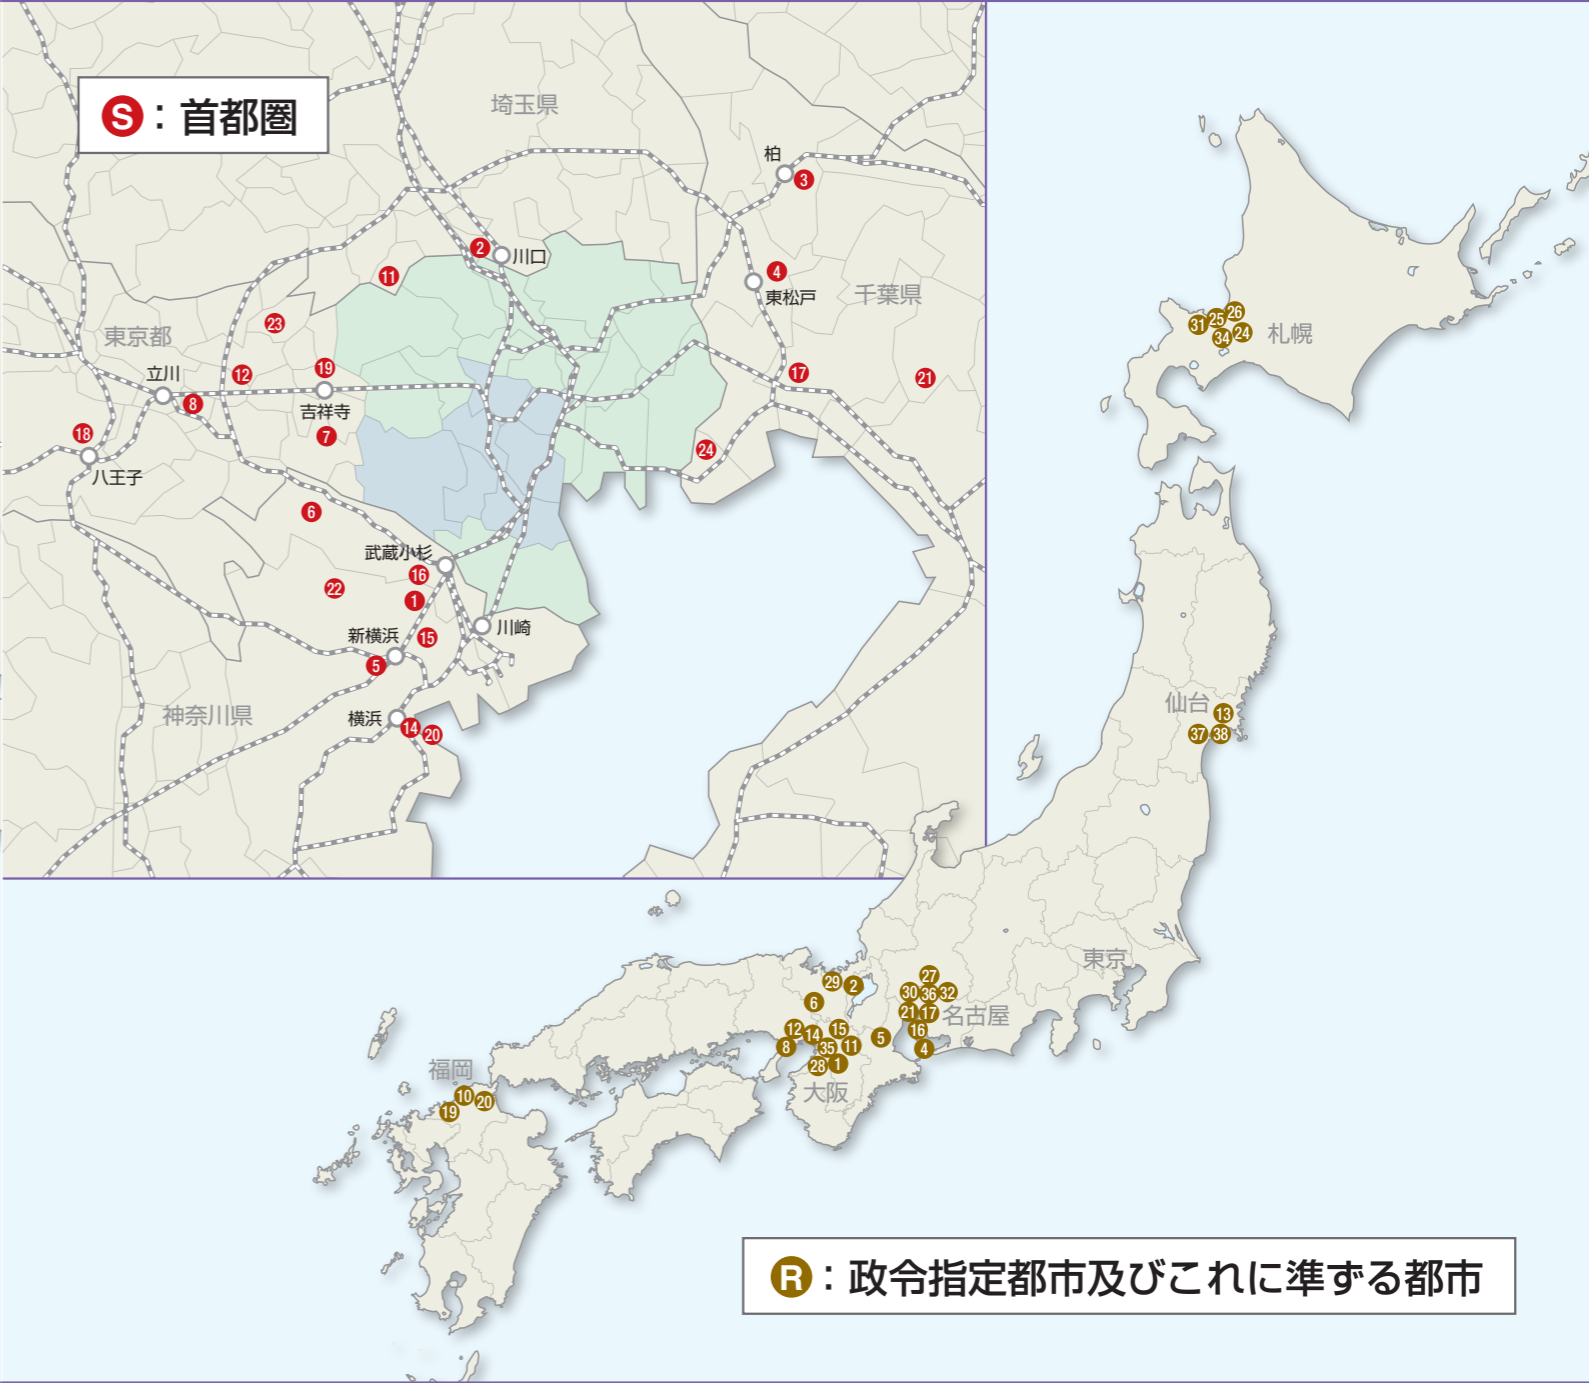 S：首都圏
埼玉県
柏
3
2
川口
11
4
東松戸
千葉県
23
東京都
立川
12
19
17
21
8
吉祥寺
18
7
24
八王子
6
武蔵小杉
16
22
1
新横浜
15
川崎
5
神奈川県
横浜
14
20
26
25
31
34
24
札幌
仙台
13
37
38
東京
27
29
2
30
36
32
6
21
17
名古屋
12
14
15
5
16
8
35
11
4
28
1
大阪
福岡
10
20
19
R：政令指定都市及びこれに準ずる都市